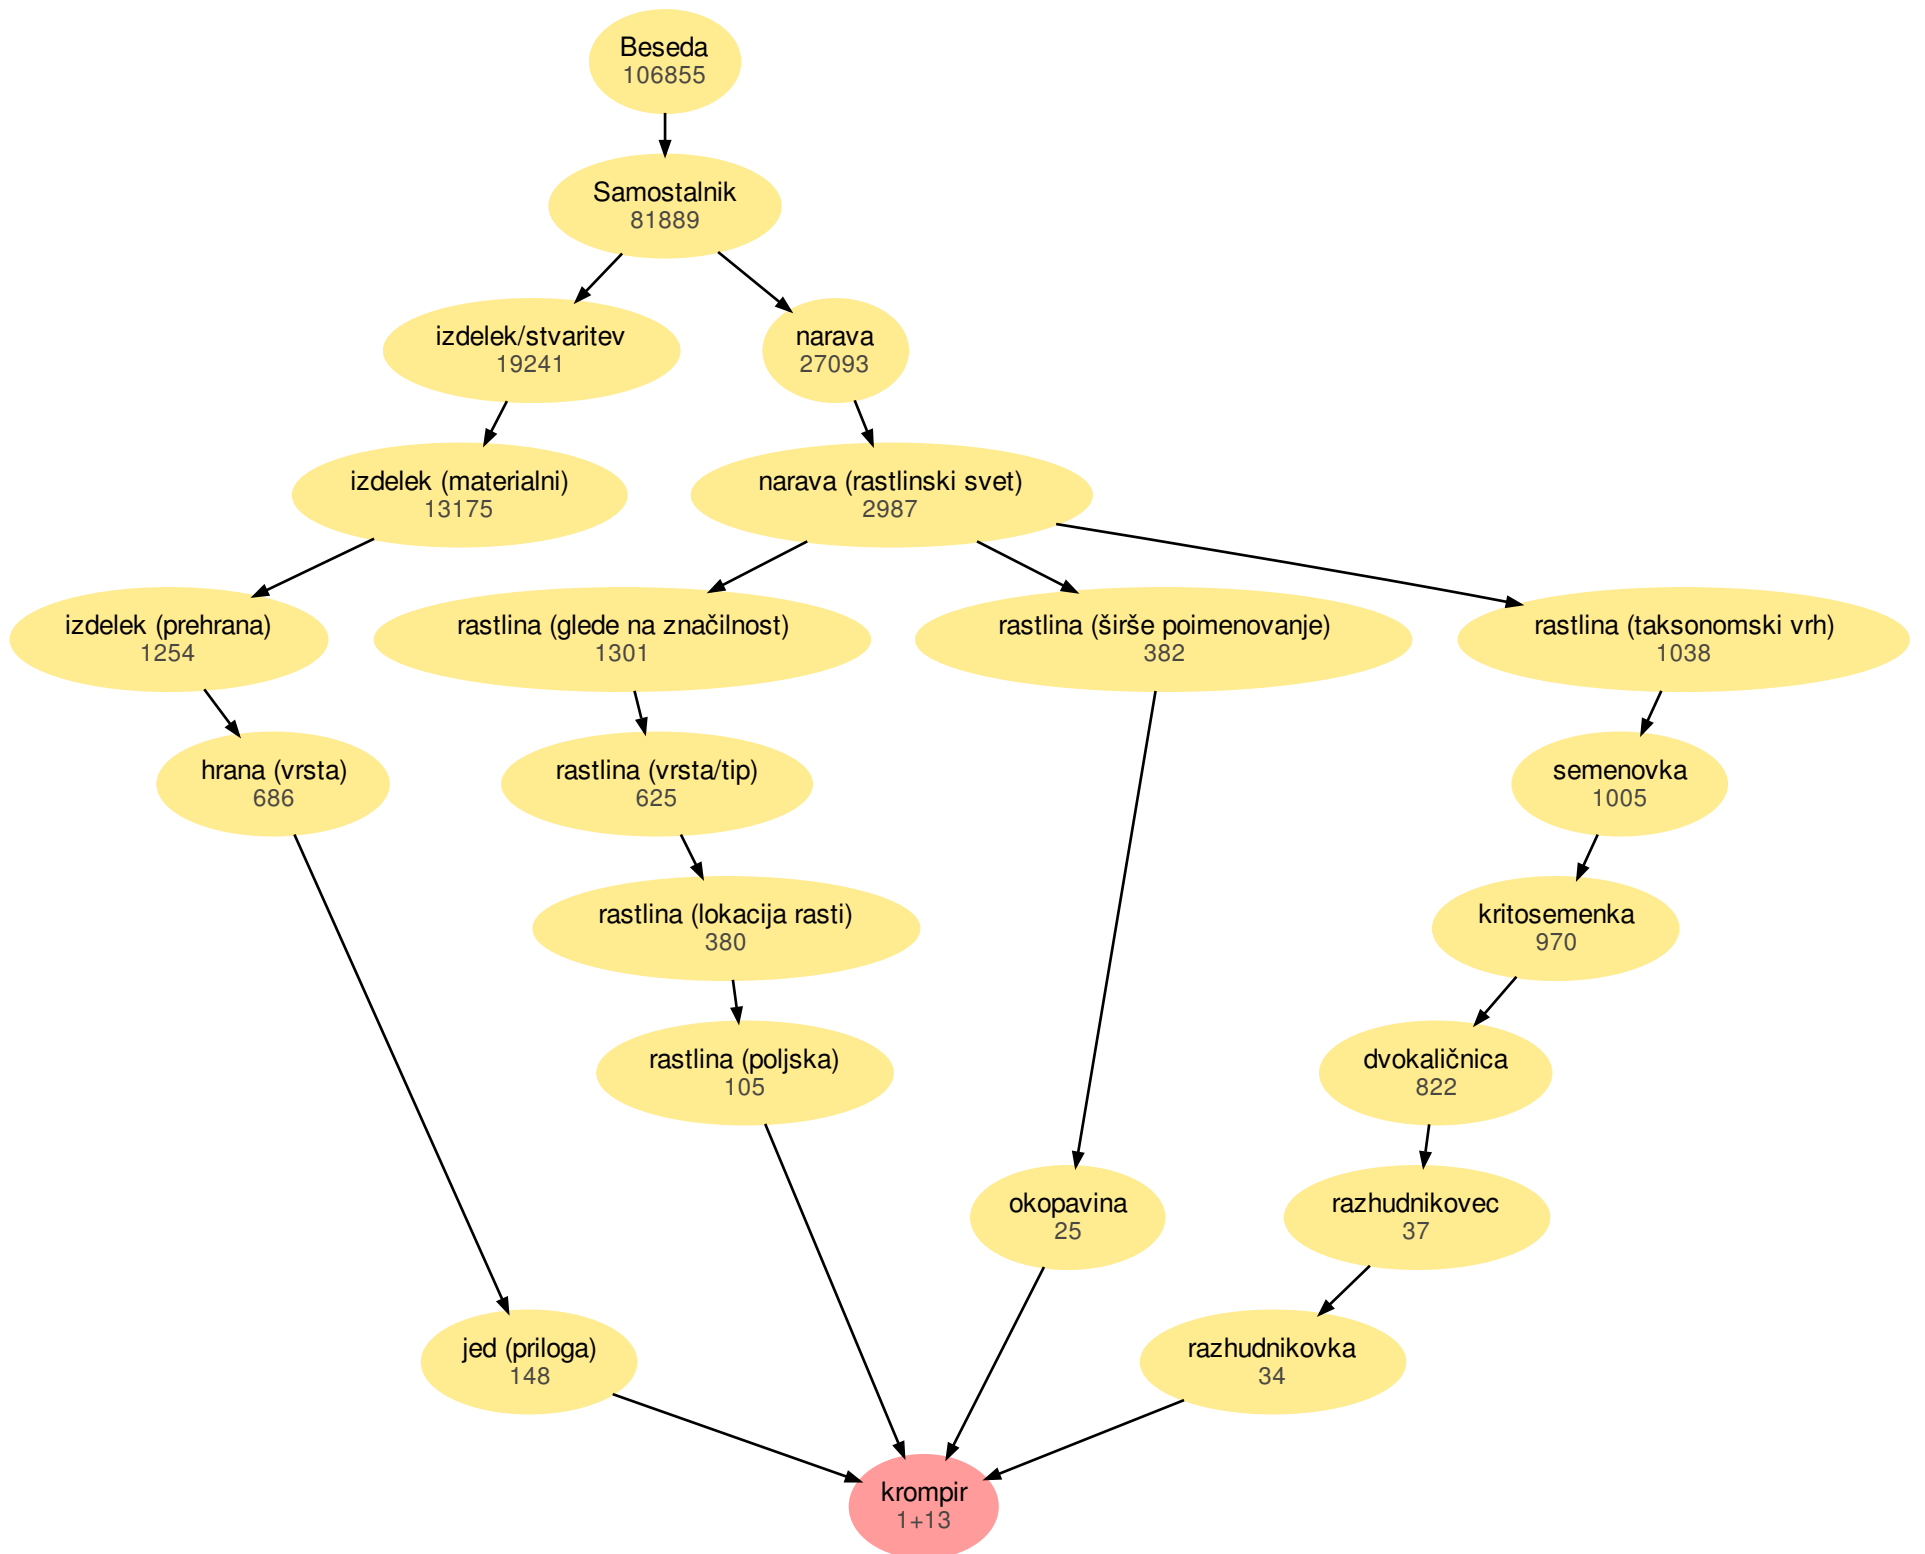 Beseda
106855
Samostalnik
81889
izdelek/stvaritev
19241
narava
27093
izdelek (materialni)
13175
narava (rastlinski svet)
2987
izdelek (prehrana)
1254
rastlina (glede na značilnost)
1301
rastlina (širše poimenovanje)
382
rastlina (taksonomski vrh)
1038
hrana (vrsta)
686
rastlina (vrsta/tip)
625
semenovka
1005
rastlina (lokacija rasti)
380
kritosemenka
970
rastlina (poljska)
105
dvokaličnica
822
okopavina
25
razhudnikovec
37
jed (priloga)
148
razhudnikovka
34
krompir
1+13